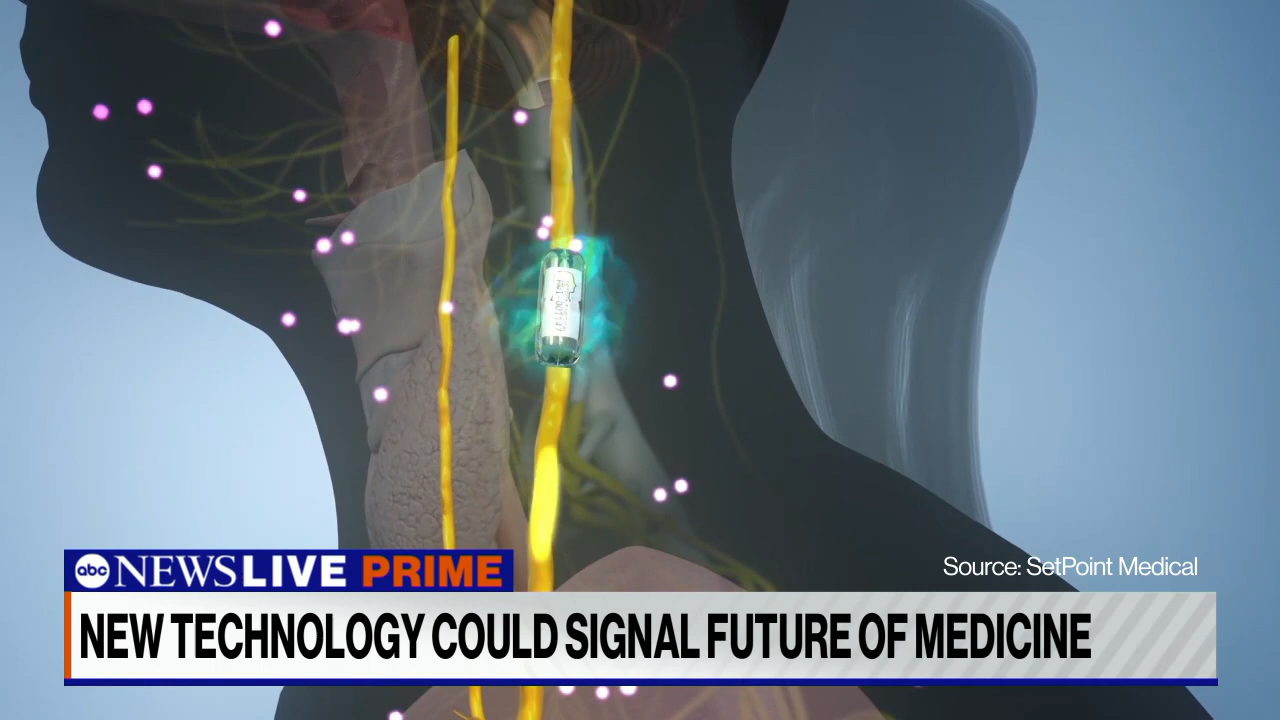 Source: SetPoint Medical
abc NEWS LIVE PRIME
NEW TECHNOLOGY COULD SIGNAL FUTURE OF MEDICINE